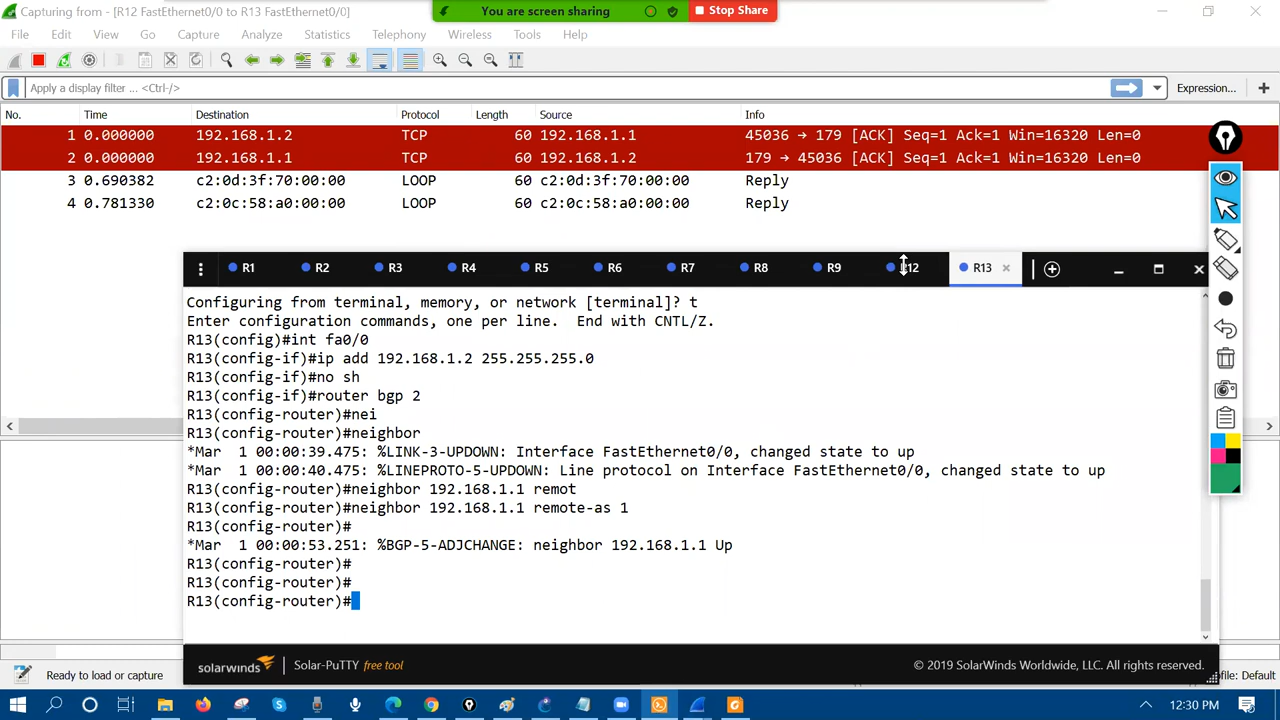 Capturing from - [R12 FastEthernet0/0 to R13 FastEthernet0/0]
You are screen sharing
Stop Share
File Edit View Go Capture Analyze Statistics Telephony Wireless Tools Help
Apply a display filter ... <Ctrl-/>
Expression...
No. Time Destination Protocol Length Source Info
1 0.000000 192.168.1.2 TCP 60 192.168.1.1 45036 → 179 [ACK] Seq=1 Ack=1 Win=16320 Len=0
2 0.000000 192.168.1.1 TCP 60 192.168.1.2 179 → 45036 [ACK] Seq=1 Ack=1 Win=16320 Len=0
3 0.690382 c2:0d:3f:70:00:00 LOOP 60 c2:0d:3f:70:00:00 Reply
4 0.781330 c2:0c:58:a0:00:00 LOOP 60 c2:0c:58:a0:00:00 Reply
R1 R2 R3 R4 R5 R6 R7 R8 R9 R13
Configuring from terminal, memory, or network [terminal]? t
Enter configuration commands, one per line.  End with CNTL/Z.
R13(config)#int fa0/0
R13(config-if)#ip add 192.168.1.2 255.255.255.0
R13(config-if)#no sh
R13(config-if)#router bgp 2
R13(config-router)#nei
R13(config-router)#neighbor
*Mar  1 00:00:39.475: %LINK-3-UPDOWN: Interface FastEthernet0/0, changed state to up
*Mar  1 00:00:40.475: %LINEPROTO-5-UPDOWN: Line protocol on Interface FastEthernet0/0, changed state to up
R13(config-router)#neighbor 192.168.1.1 remot
R13(config-router)#neighbor 192.168.1.1 remote-as 1
R13(config-router)#
*Mar  1 00:00:53.251: %BGP-5-ADJCHANGE: neighbor 192.168.1.1 Up
R13(config-router)#
R13(config-router)#
R13(config-router)#
solarwinds Solar-PuTTY free tool
© 2019 SolarWinds Worldwide, LLC. All rights reserved.
Ready to load or capture
Default
12:30 PM